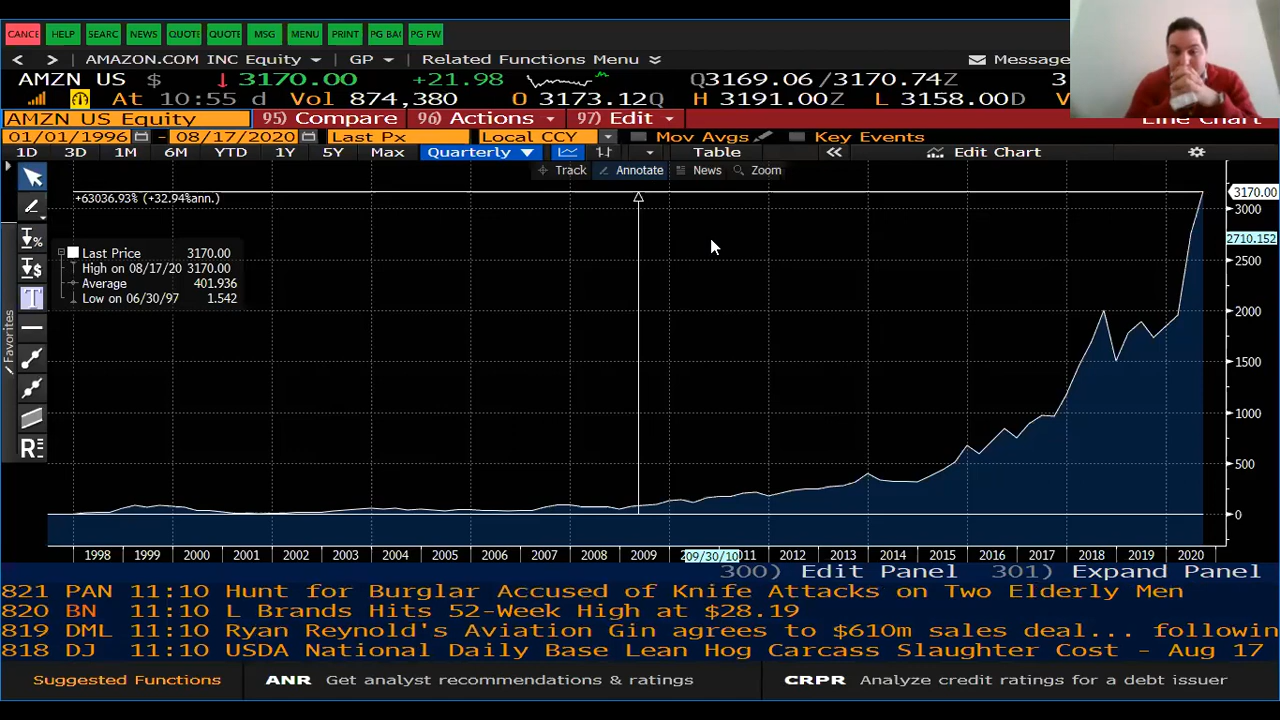 CANCE HELP SEARC NEWS QUOTE QUOTE MSG MENU PRINT PG BAC PG FW
< > AMAZON.COM INC Equity GP Related Functions Menu Message
AMZN US $ ↓ 3170.00 +21.98 Q3169.06/3170.74Z 3
At 10:55 d Vol 874,380 O 3173.12Q H 3191.00Z L 3158.00D
AMZN US Equity 95) Compare 96) Actions 97) Edit Line Chart
01/01/1996 - 08/17/2020 Last Px Local CCY Mov Avgs Key Events
1D 3D 1M 6M YTD 1Y 5Y Max Quarterly Table « Edit Chart
Track Annotate News Zoom
+63036.93% (+32.94%ann.)
3170.00
3000
2710.152
2500
2000
1500
1000
500
0
Last Price 3170.00
High on 08/17/20 3170.00
Average 401.936
Low on 06/30/97 1.542
% 
$
T
R
Favorites
1998 1999 2000 2001 2002 2003 2004 2005 2006 2007 2008 2009 2 09/30/10 011 2012 2013 2014 2015 2016 2017 2018 2019 2020
300) Edit Panel 301) Expand Panel
821 PAN 11:10 Hunt for Burglar Accused of Knife Attacks on Two Elderly Men
820 BN 11:10 L Brands Hits 52-Week High at $28.19
819 DML 11:10 Ryan Reynold's Aviation Gin agrees to $610m sales deal... followin
818 DJ 11:10 USDA National Daily Base Lean Hog Carcass Slaughter Cost - Aug 17
Suggested Functions ANR Get analyst recommendations & ratings CRPR Analyze credit ratings for a debt issuer